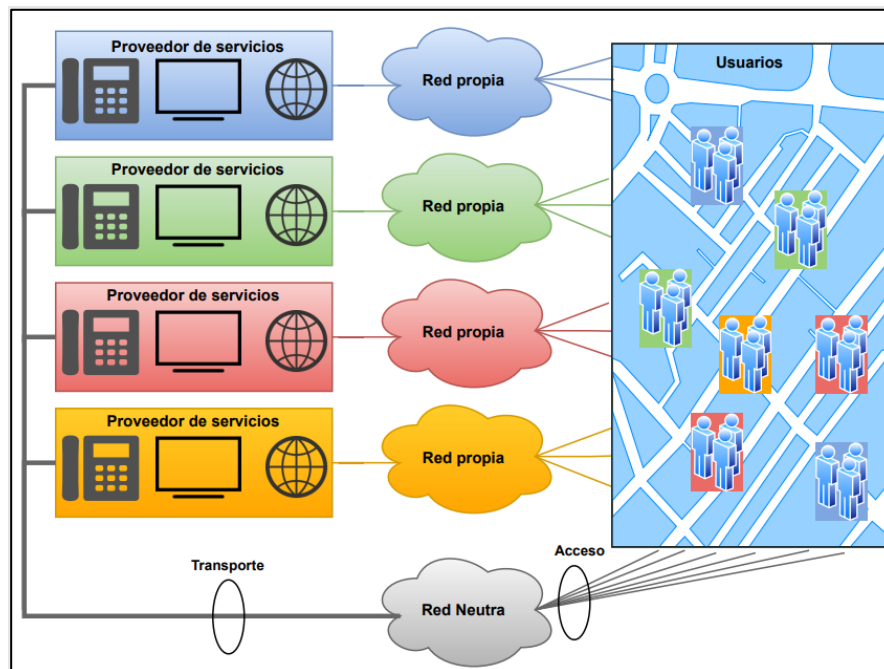 Proveedor de servicios
Red propia
Usuarios
Proveedor de servicios
Red propia
Proveedor de servicios
Red propia
Proveedor de servicios
Red propia
Transporte
Acceso
Red Neutra